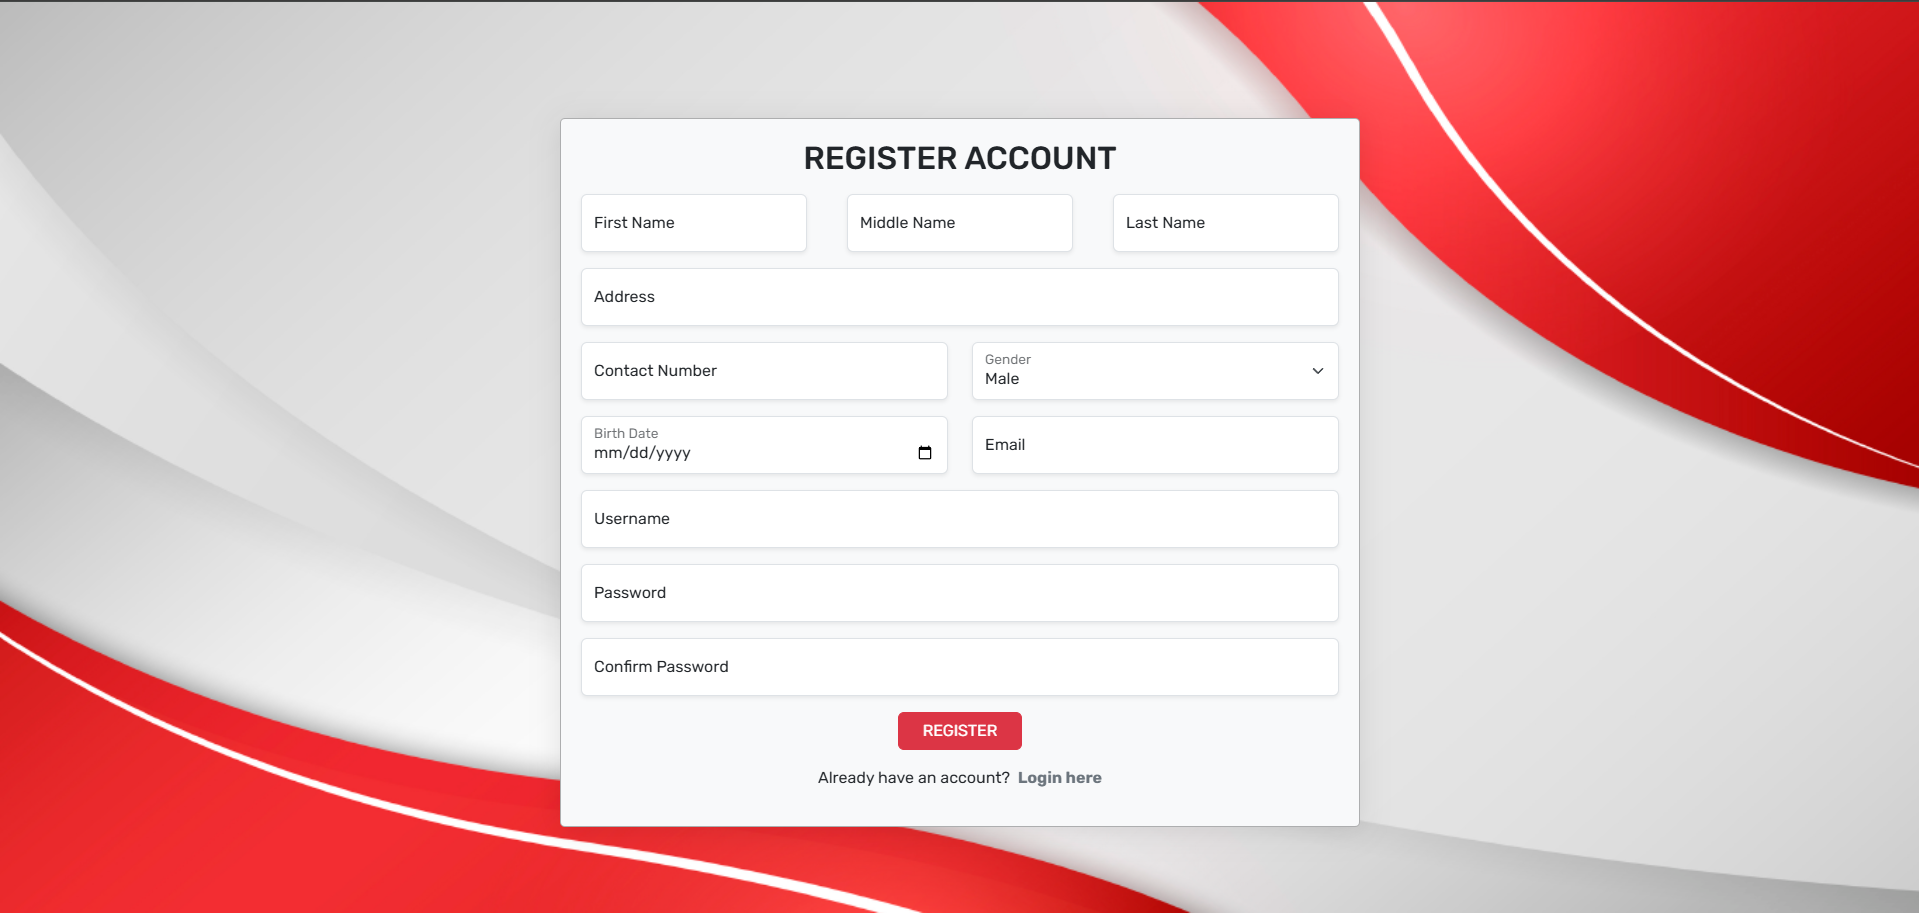 REGISTER ACCOUNT
First Name Middle Name Last Name
Address
Contact Number
Gender
Male
Birth Date
mm/dd/yyyy
Email
Username
Password
Confirm Password
REGISTER
Already have an account? Login here